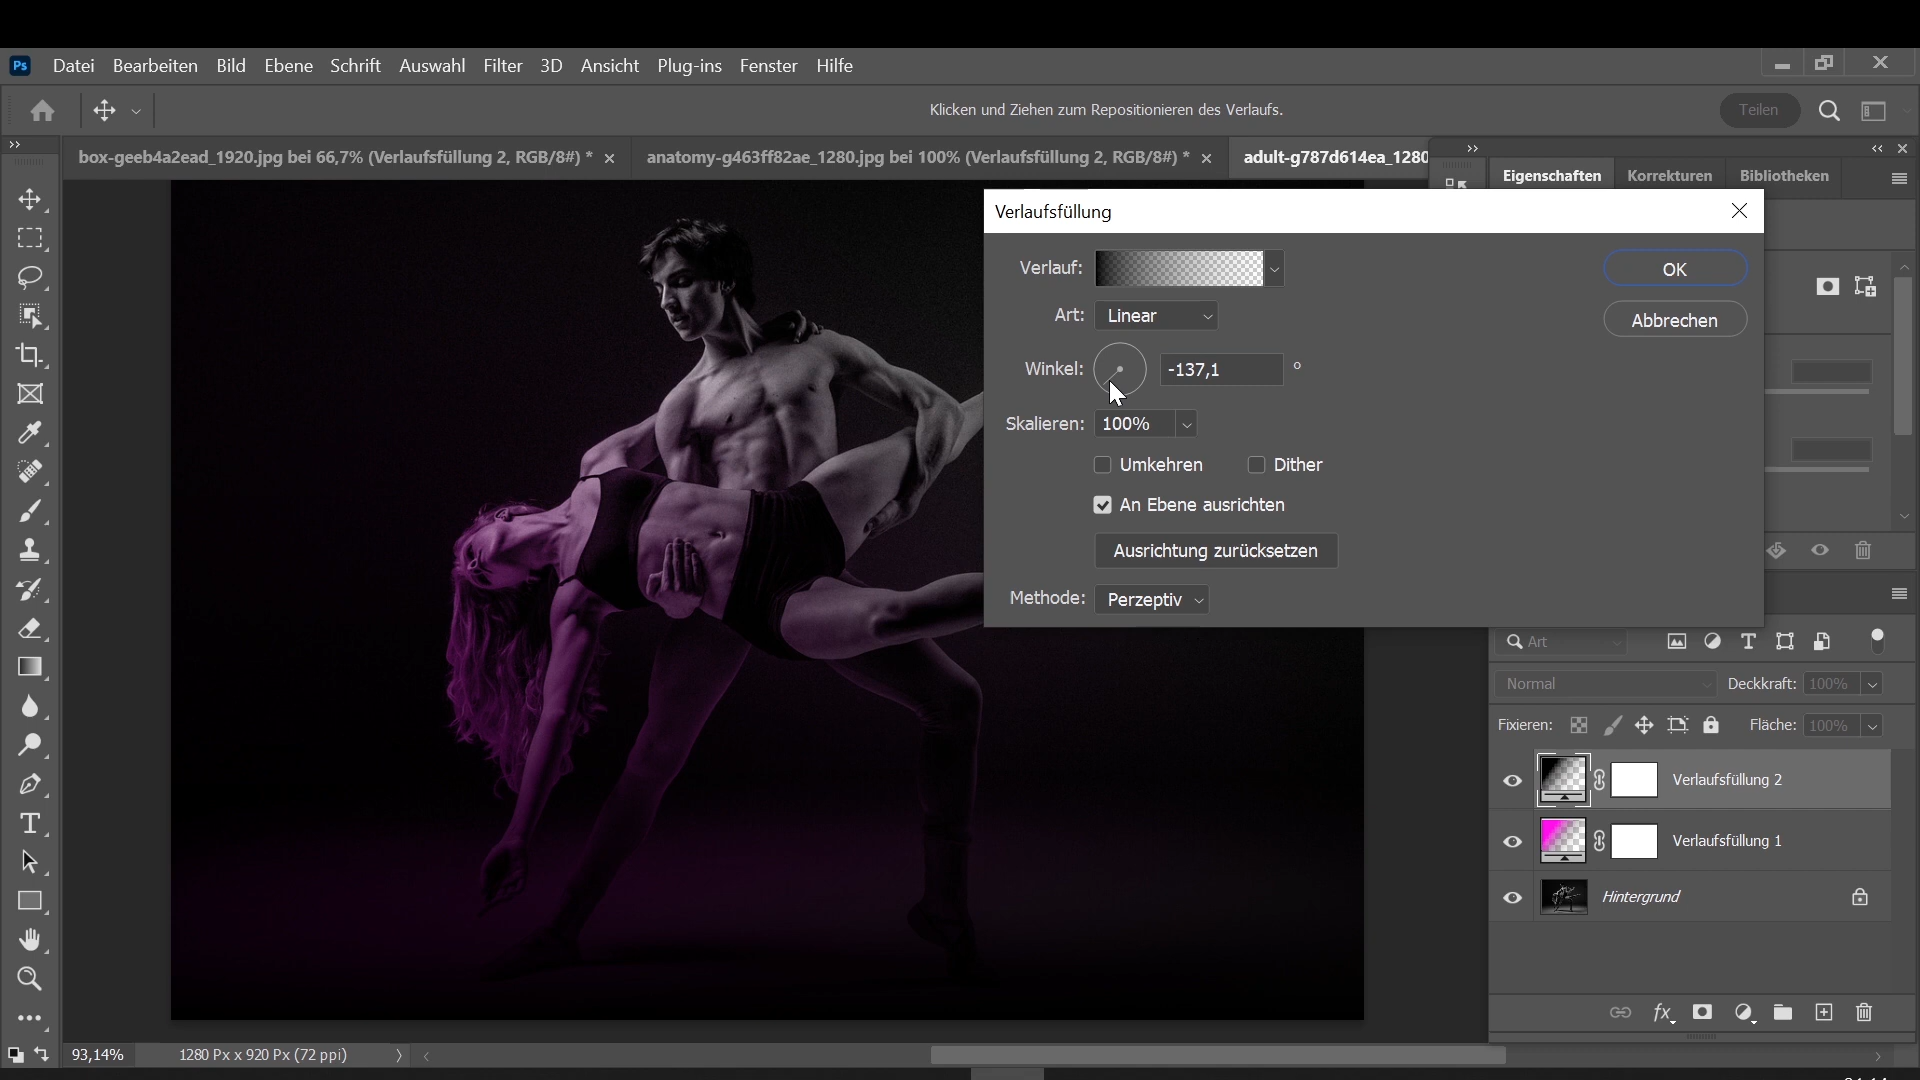 Ps Datei Bearbeiten Bild Ebene Schrift Auswahl Filter 3D Ansicht Plug-ins Fenster Hilfe
Klicken und Ziehen zum Repositionieren des Verlaufs.
Teilen
box-geeb4a2ead_1920.jpg bei 66,7% (Verlaufsfüllung 2, RGB/8#) *
anatomy-g463ff82ae_1280.jpg bei 100% (Verlaufsfüllung 2, RGB/8#) *
adult-g787d614ea_1280
Eigenschaften Korrekturen Bibliotheken
Verlaufsfüllung
Verlauf:
OK
Art: Linear
Abbrechen
Winkel: -137,1 °
Skalieren: 100%
Umkehren Dither
An Ebene ausrichten
Ausrichtung zurücksetzen
Methode: Perzeptiv
Art
Normal Deckkraft: 100%
Fixieren: Fläche: 100%
Verlaufsfüllung 2
Verlaufsfüllung 1
Hintergrund
fx
93,14% 1280 Px x 920 Px (72 ppi)